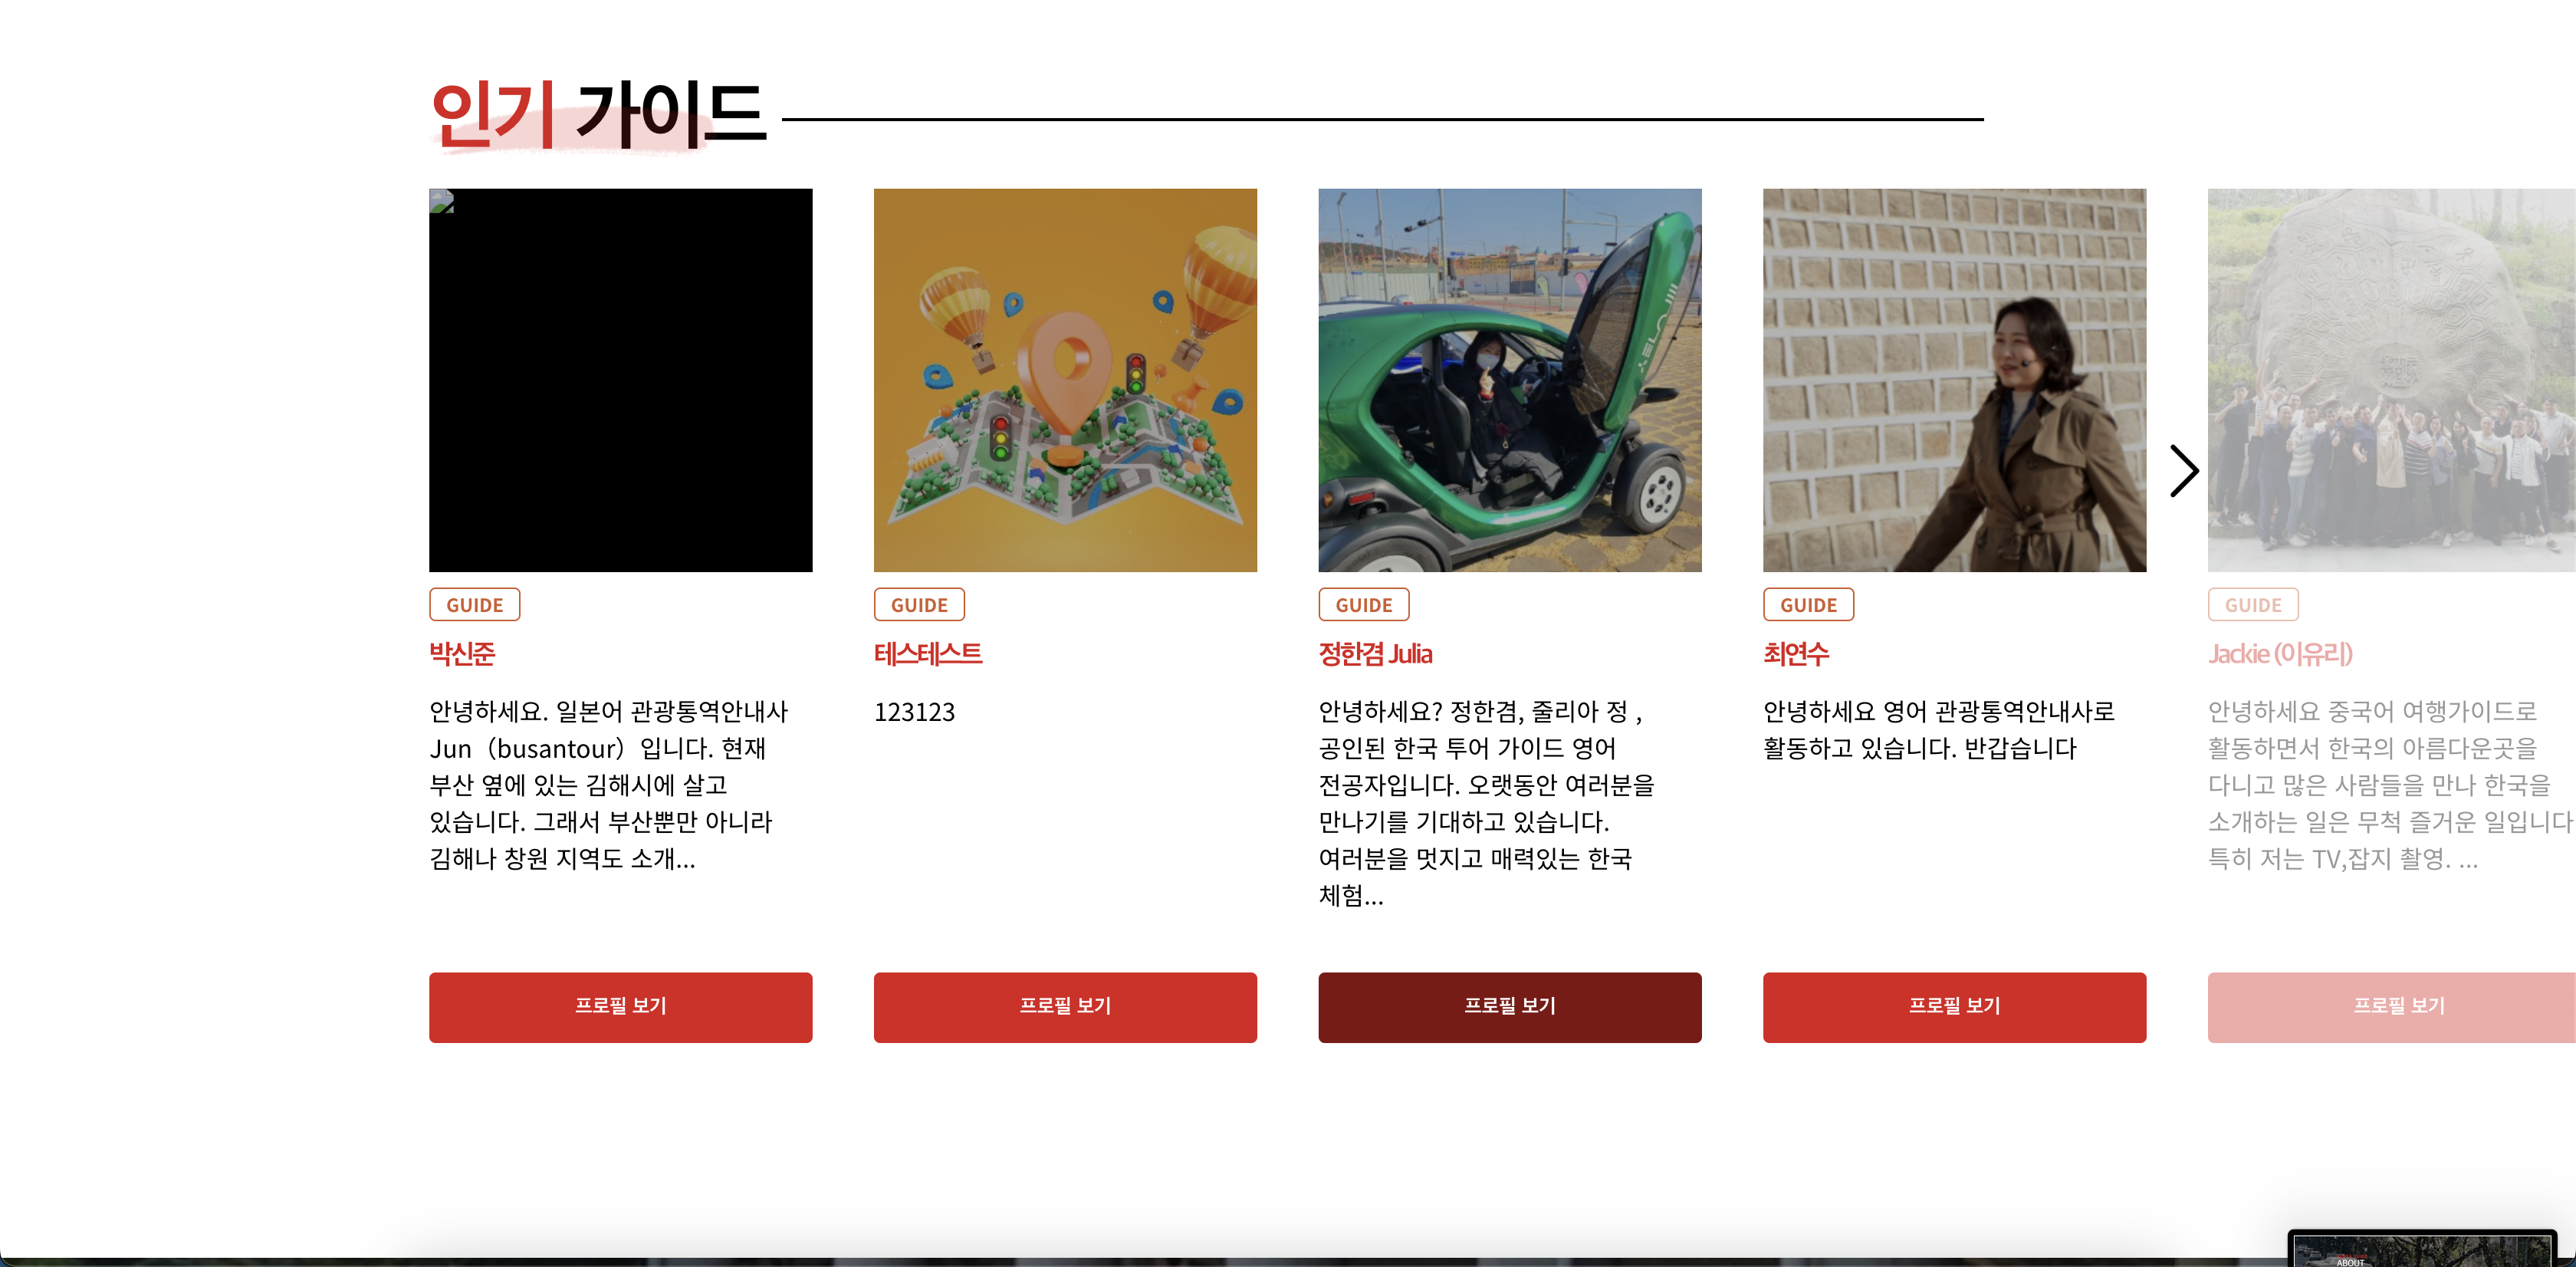 인기 가이드
GUIDE
박신준
안녕하세요. 일본어 관광통역안내사
Jun（busantour）입니다. 현재
부산 옆에 있는 김해시에 살고
있습니다. 그래서 부산뿐만 아니라
김해나 창원 지역도 소개...
프로필 보기
GUIDE
테스테스트
123123
프로필 보기
GUIDE
정한겸 Julia
안녕하세요? 정한겸, 줄리아 정 ,
공인된 한국 투어 가이드 영어
전공자입니다. 오랫동안 여러분을
만나기를 기대하고 있습니다.
여러분을 멋지고 매력있는 한국
체험...
프로필 보기
GUIDE
최연수
안녕하세요 영어 관광통역안내사로
활동하고 있습니다. 반갑습니다
프로필 보기
GUIDE
Jackie (이유리)
안녕하세요 중국어 여행가이드로
활동하면서 한국의 아름다운곳을
다니고 많은 사람들을 만나 한국을
소개하는 일은 무척 즐거운 일입니다
특히 저는 TV,잡지 촬영. ...
프로필 보기
ABOUT